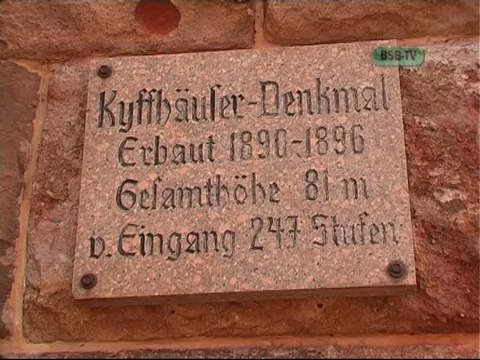 BSB-TV
Kyffhäuser-Denkmal
Erbaut 1890-1896
Gesamthöhe 81 m
v. Eingang 247 Stufen